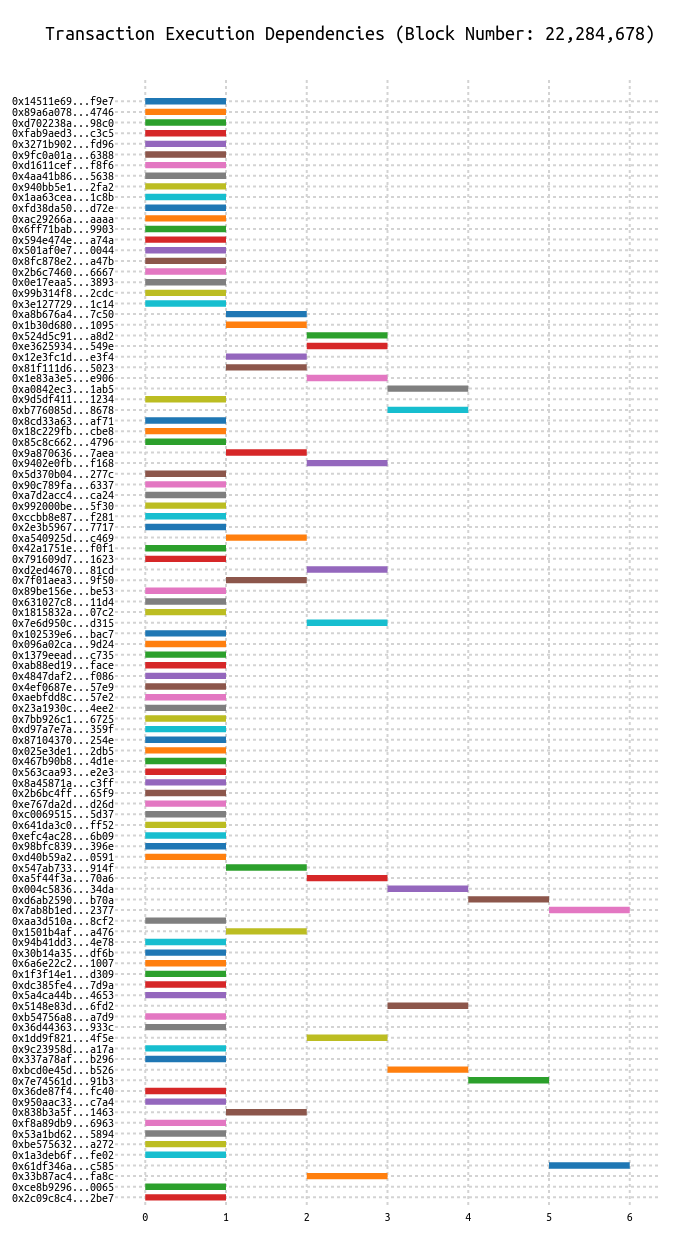 Transaction Execution Dependencies (Block Number: 22,284,678)
0x14511e69...f9e7
0x89a6a078...4746
0xd702238a...98c0
0xfab9aed3...c3c5
0x3271b902...fd96
0x9fc0a01a...6388
0xd1611cef...f8f6
0x4aa41b86...5638
0x940bb5e1...2fa2
0x1aa63cea...1c8b
0xfd38da50...d72e
0xac29266a...aaaa
0x6ff71bab...9903
0x594e474e...a74a
0x501af0e7...0044
0x8fc878e2...a47b
0x2b6c7460...6667
0x0e17eaa5...3893
0x99b314f8...2cdc
0x3e127729...1c14
0xa8b676a4...7c50
0x1b30d680...1095
0x524d5c91...a8d2
0xe3625934...549e
0x12e3fc1d...e3f4
0x81f111d6...5023
0x1e83a3e5...e906
0xa0842ec3...1ab5
0x9d5df411...1234
0xb776085d...8678
0x8cd33a63...af71
0x18c229fb...cbe8
0x85c8c662...4796
0x9a870636...7aea
0x9402e0fb...f168
0x5d370b04...277c
0x90c789fa...6337
0xa7d2acc4...ca24
0x992000be...5f30
0xccbb8e87...f281
0x2e3b5967...7717
0xa540925d...c469
0x42a1751e...f0f1
0x791609d7...1623
0xd2ed4670...81cd
0x7f01aea3...9f50
0x89be156e...be53
0x631027c8...11d4
0x1815832a...07c2
0x7e6d950c...d315
0x102539e6...bac7
0x096a02ca...9d24
0x1379eead...c735
0xab88ed19...face
0x4847daf2...f086
0x4ef0687e...57e9
0xaebfdd8c...57e2
0x23a1930c...4ee2
0x7bb926c1...6725
0xd97a7e7a...359f
0x87104370...254e
0x025e3de1...2db5
0x467b90b8...4d1e
0x563caa93...e2e3
0x8a45871a...c3ff
0x2b6bc4ff...65f9
0xe767da2d...d26d
0xc0069515...5d37
0x641da3c0...ff52
0xefc4ac28...6b09
0x98bfc839...396e
0xd40b59a2...0591
0x547ab733...914f
0xa5f44f3a...70a6
0x004c5836...34da
0xd6ab2590...b70a
0x7ab8b1ed...2377
0xaa3d510a...8cf2
0x1501b4af...a476
0x94b41dd3...4e78
0x30b14a35...df6b
0x6a6e22c2...1007
0x1f3f14e1...d309
0xdc385fe4...7d9a
0x5a4ca44b...4653
0x5148e83d...6fd2
0xb54756a8...a7d9
0x36d44363...933c
0x1dd9f821...4f5e
0x9c23958d...a17a
0x337a78af...b296
0xbcd0e45d...b526
0x7e74561d...91b3
0x36de87f4...fc40
0x950aac33...c7a4
0x838b3a5f...1463
0xf8a89db9...6963
0x53a1bd62...5894
0xbe575632...a272
0x1a3deb6f...fe02
0x61df346a...c585
0x33b87ac4...fa8c
0xce8b9296...0065
0x2c09c8c4...2be7
0 1 2 3 4 5 6